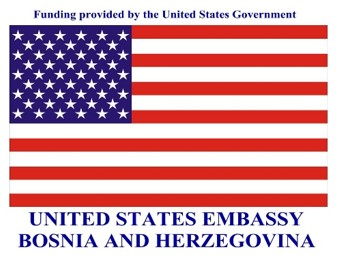 Funding provided by the United States Government
UNITED STATES EMBASSY
BOSNIA AND HERZEGOVINA